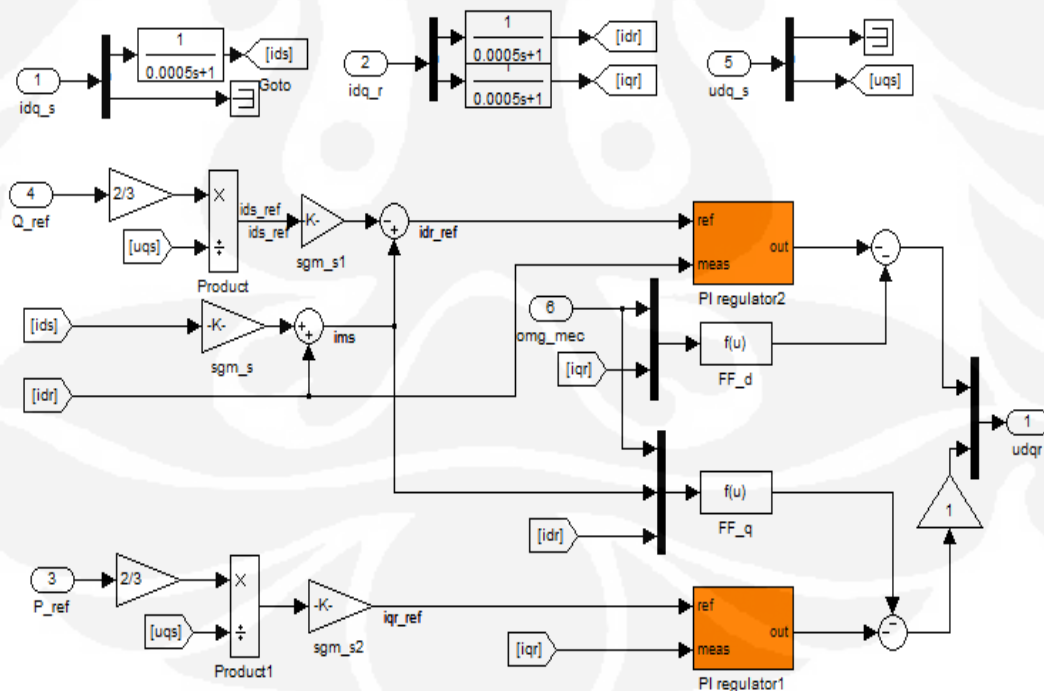 1
idq_s
1
0.0005s+1
[ids]
Goto
2
idq_r
1
0.0005s+1
1
0.0005s+1
[idr]
[iqr]
5
udq_s
[uqs]
4
Q_ref
2/3
[uqs]
×
÷
Product
ids_ref
ids_ref
-K-
sgm_s1
-
+
idr_ref
ref
meas
out
PI regulator2
-
-
[ids]
-K-
sgm_s
+
+
ims
[idr]
6
omg_mec
[iqr]
f(u)
FF_d
[idr]
f(u)
FF_q
1
udqr
1
3
P_ref
2/3
[uqs]
×
÷
Product1
-K-
sgm_s2
iqr_ref
[iqr]
ref
meas
out
PI regulator1
-
-